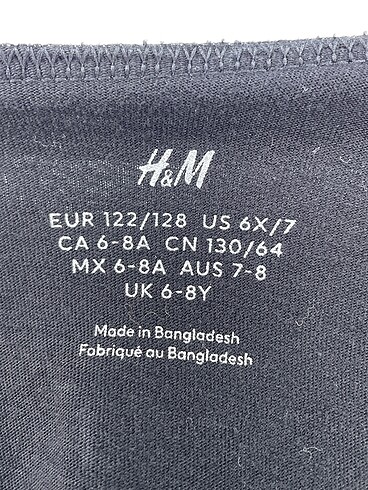 H&M
EUR 122/128 US 6X/7
CA 6-8A CN 130/64
MX 6-8A AUS 7-8
UK 6-8Y
Made in Bangladesh
Fabriqué au Bangladesh